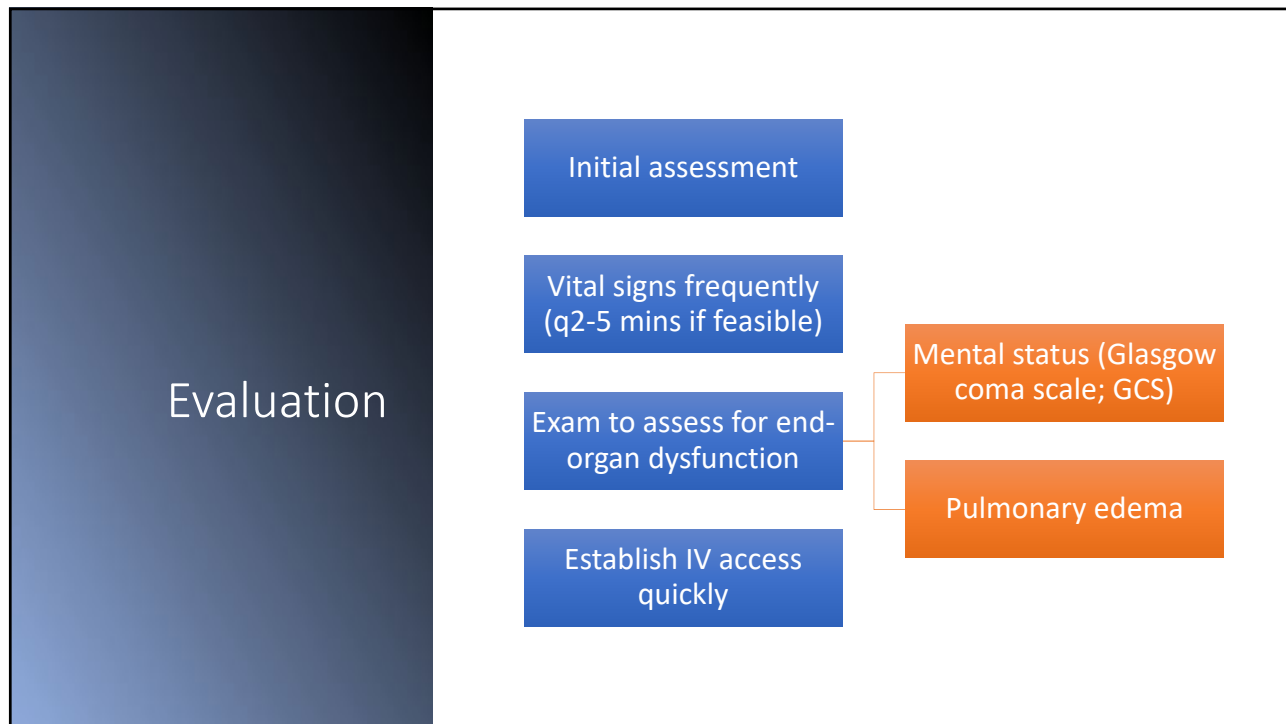 Evaluation
Initial assessment
Vital signs frequently
(q2-5 mins if feasible)
Exam to assess for end-
organ dysfunction
Mental status (Glasgow
coma scale; GCS)
Pulmonary edema
Establish IV access
quickly